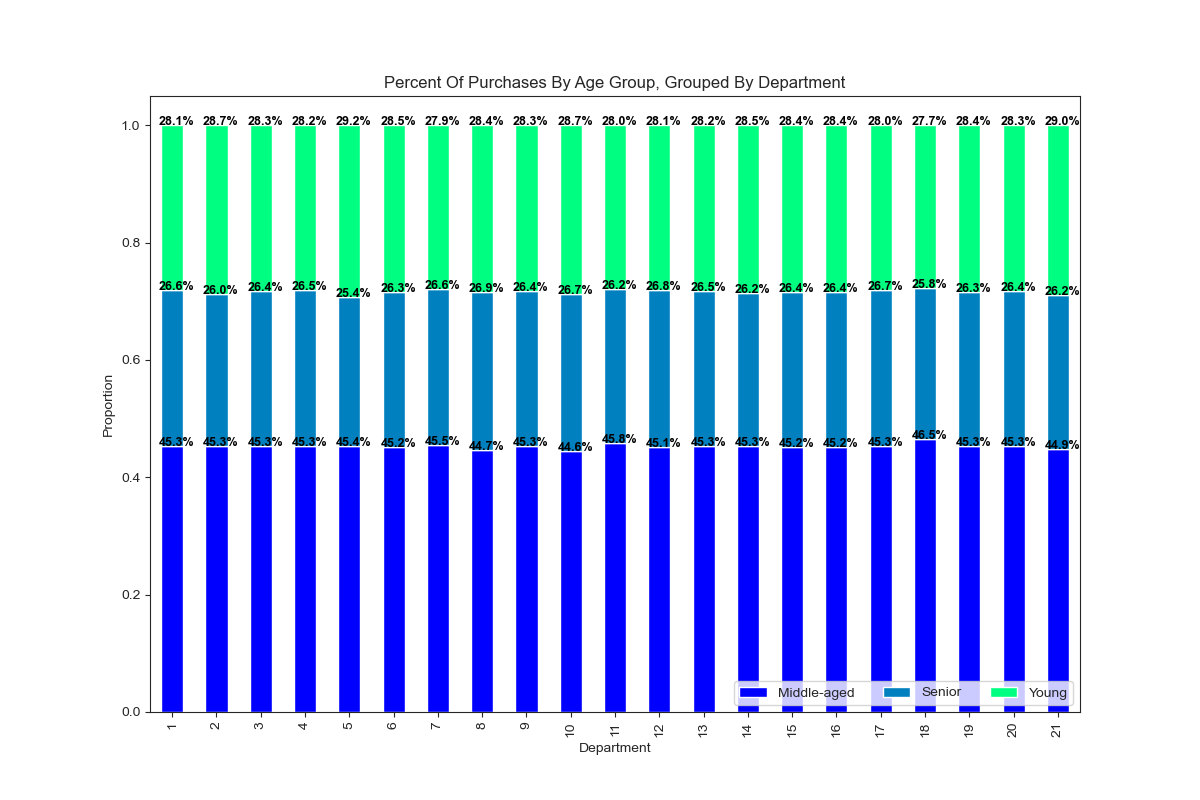 Percent Of Purchases By Age Group, Grouped By Department
28.1% 28.7% 28.3% 28.2% 29.2% 28.5% 27.9% 28.4% 28.3% 28.7% 28.0% 28.1% 28.2% 28.5% 28.4% 28.4% 28.0% 27.7% 28.4% 28.3% 29.0%
26.6% 26.0% 26.4% 26.5% 25.4% 26.3% 26.6% 26.9% 26.4% 26.7% 26.2% 26.8% 26.5% 26.2% 26.4% 26.4% 26.7% 25.8% 26.3% 26.4% 26.2%
45.3% 45.3% 45.3% 45.3% 45.4% 45.2% 45.5% 44.7% 45.3% 44.6% 45.8% 45.1% 45.3% 45.3% 45.2% 45.2% 45.3% 46.5% 45.3% 45.3% 44.9%
1.0
0.8
0.6
0.4
0.2
0.0
Proportion
Middle-aged Senior Young
1 2 3 4 5 6 7 8 9 10 11 12 13 14 15 16 17 18 19 20 21
Department